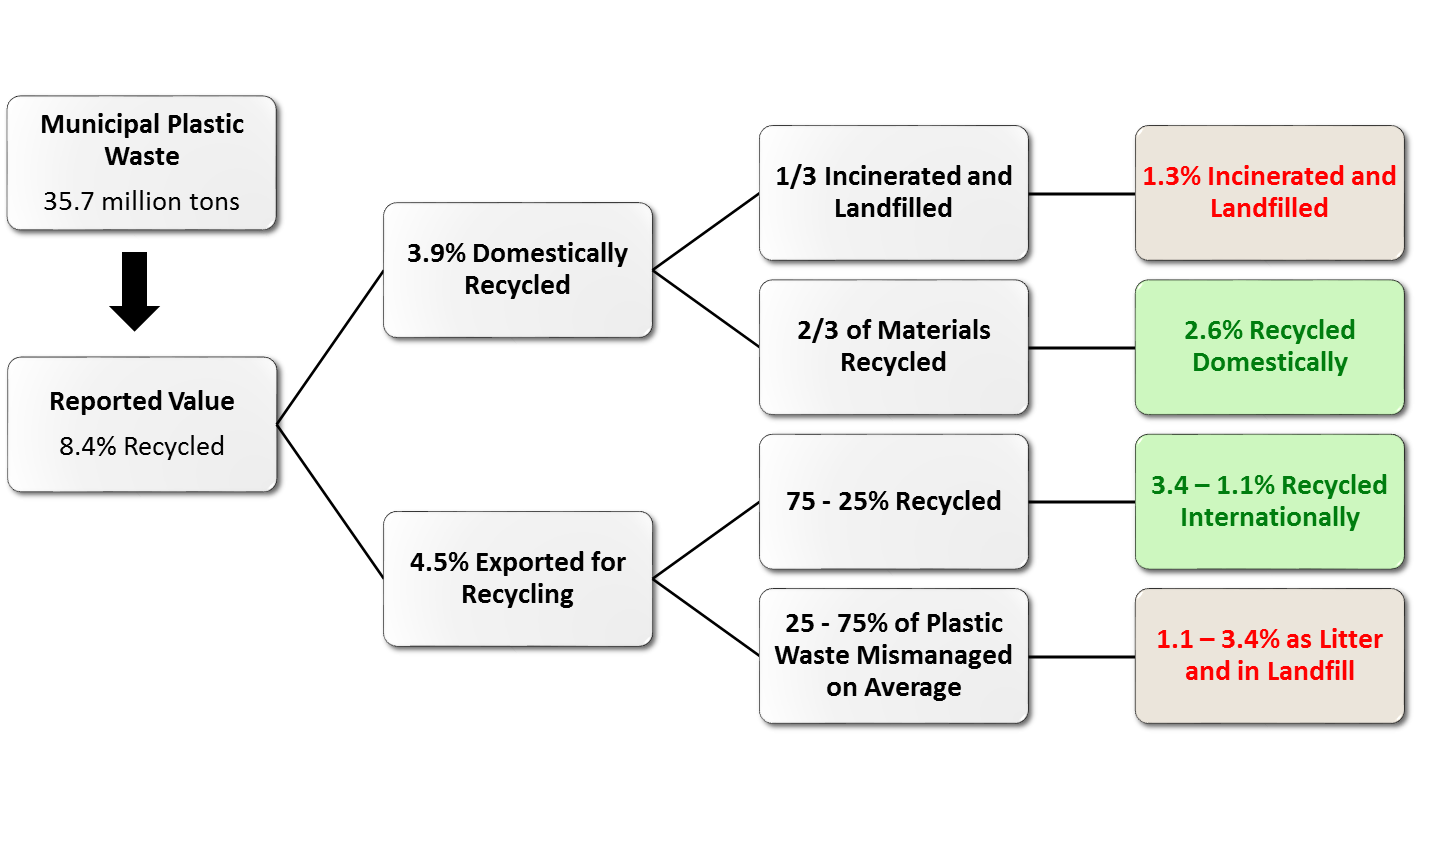 Municipal Plastic
Waste
35.7 million tons
Reported Value
8.4% Recycled
3.9% Domestically
Recycled
4.5% Exported for
Recycling
1/3 Incinerated and
Landfilled
2/3 of Materials
Recycled
75 - 25% Recycled
25 - 75% of Plastic
Waste Mismanaged
on Average
1.3% Incinerated and
Landfilled
2.6% Recycled
Domestically
3.4 – 1.1% Recycled
Internationally
1.1 – 3.4% as Litter
and in Landfill